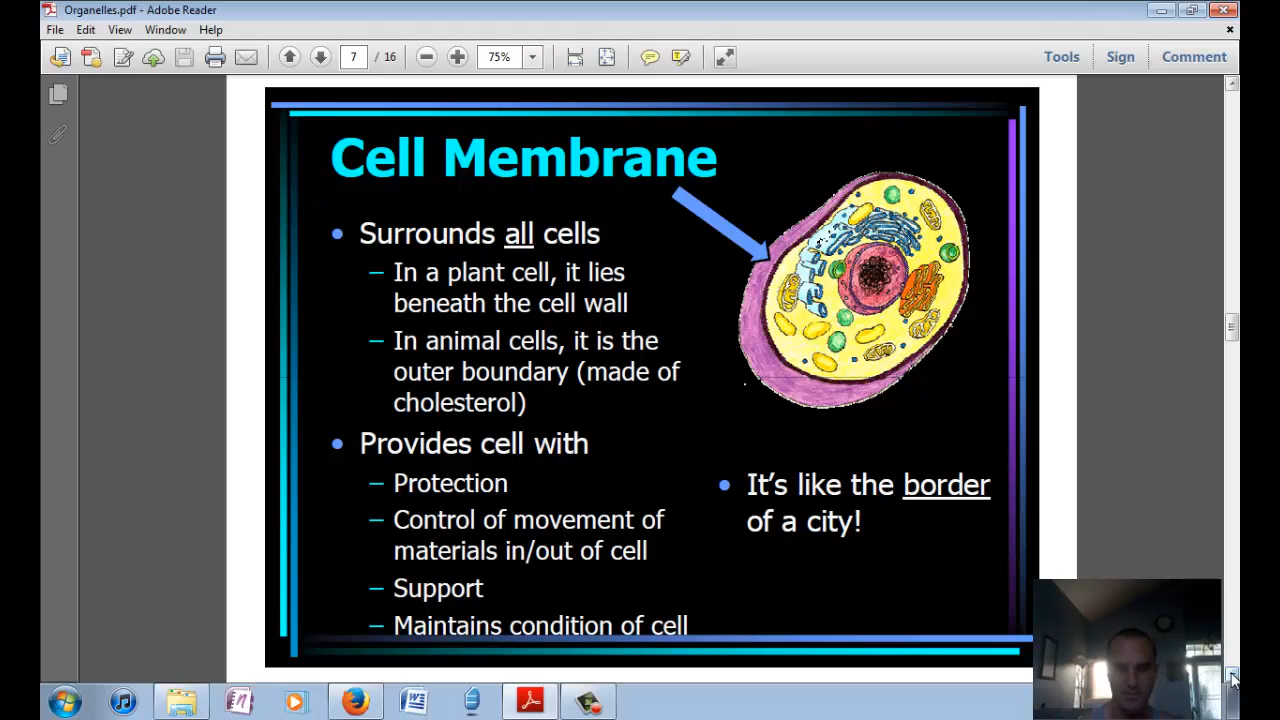 Organelles.pdf - Adobe Reader
File Edit View Window Help
7 / 16 75% Tools Sign Comment
Cell Membrane
• Surrounds all cells
– In a plant cell, it lies
beneath the cell wall
– In animal cells, it is the
outer boundary (made of
cholesterol)
• Provides cell with
– Protection
– Control of movement of
materials in/out of cell
– Support
– Maintains condition of cell
• It's like the border
of a city!